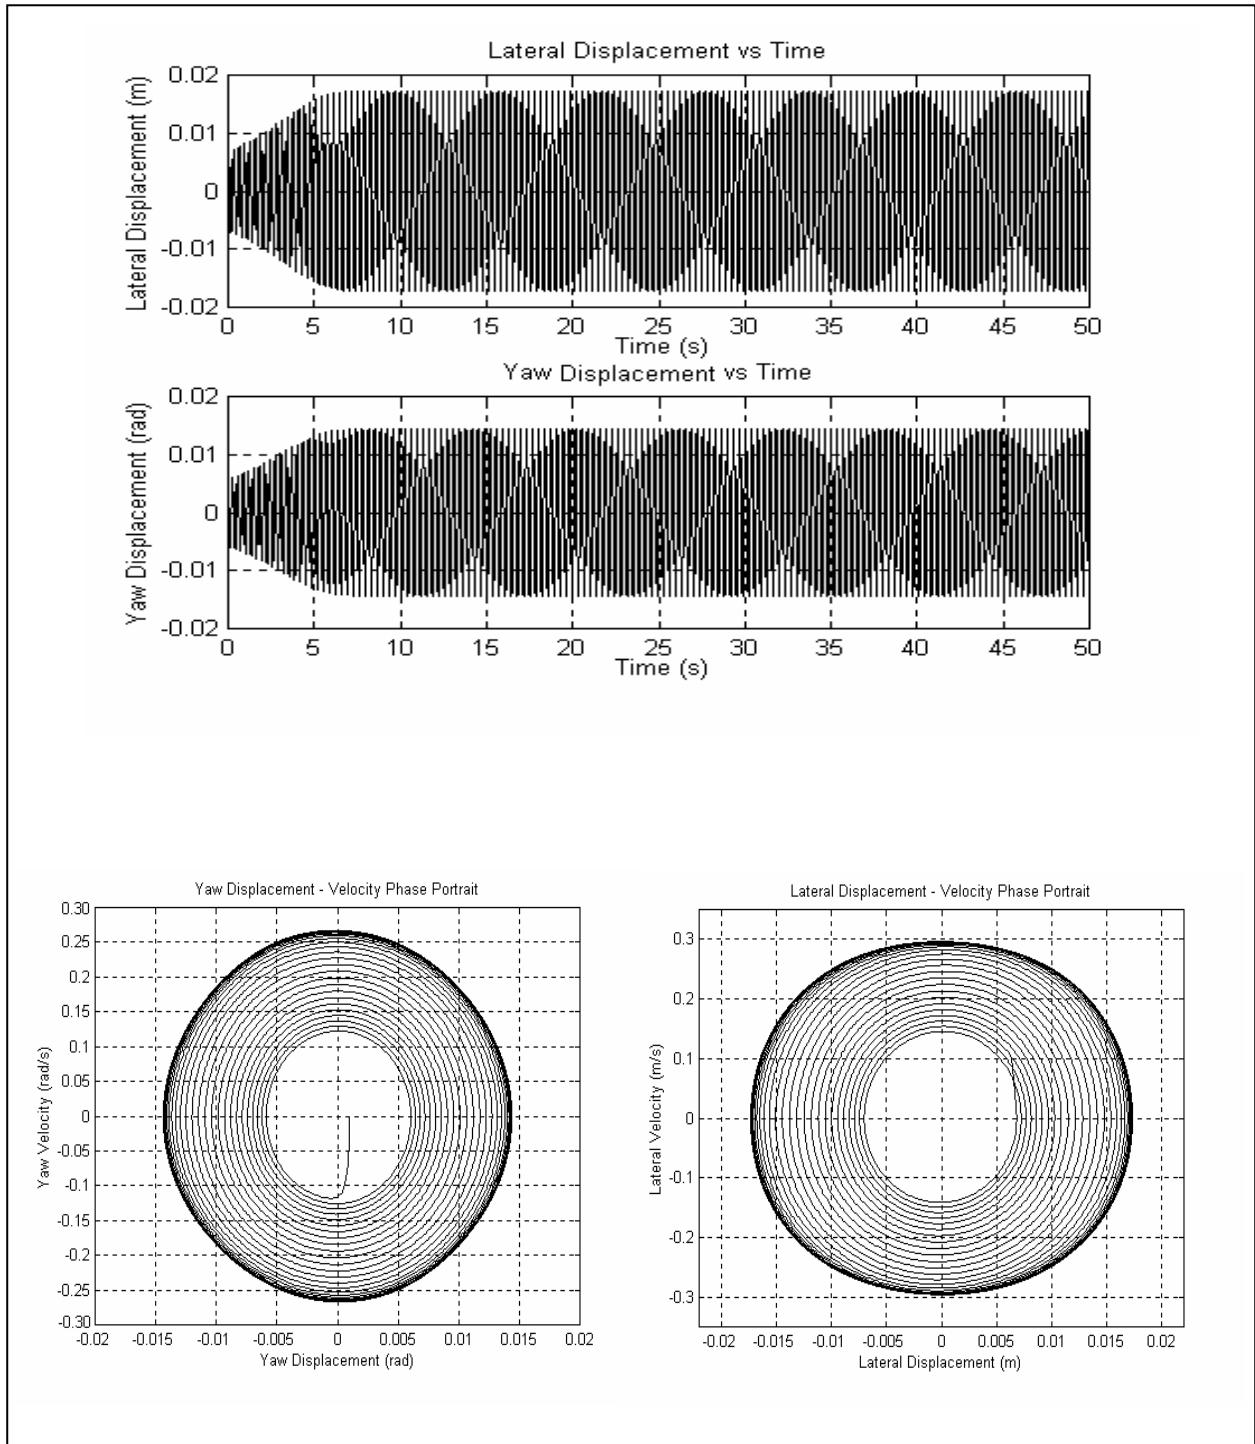 Lateral Displacement vs Time
Lateral Displacement (m)
0.02
0.01
0
-0.01
-0.02
0 5 10 15 20 25 30 35 40 45 50
Time (s)
Yaw Displacement vs Time
Yaw Displacement (rad)
0.02
0.01
0
-0.01
-0.02
0 5 10 15 20 25 30 35 40 45 50
Time (s)
Yaw Displacement - Velocity Phase Portrait
Yaw Velocity (rad/s)
0.30
0.25
0.2
0.15
0.1
0.05
0
-0.05
-0.1
-0.15
-0.2
-0.25
-0.30
-0.02 -0.015 -0.01 -0.005 0 0.005 0.01 0.015 0.02
Yaw Displacement (rad)
Lateral Displacement - Velocity Phase Portrait
Lateral Velocity (m/s)
0.3
0.2
0.1
0
-0.1
-0.2
-0.3
-0.02 -0.015 -0.01 -0.005 0 0.005 0.01 0.015 0.02
Lateral Displacement (m)